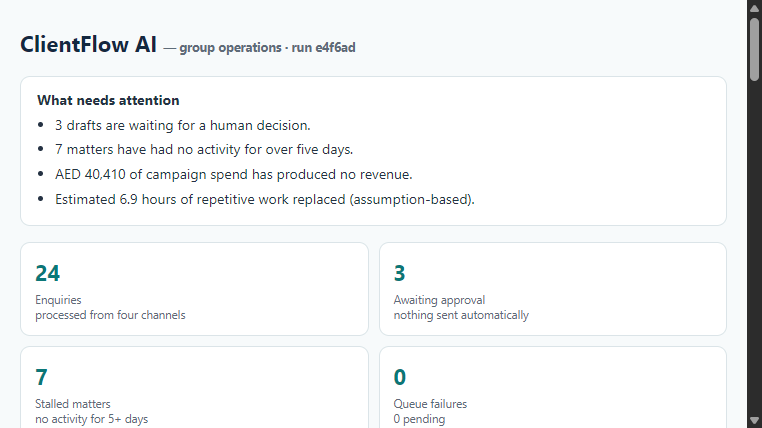 ClientFlow AI — group operations · run e4f6ad
What needs attention
• 3 drafts are waiting for a human decision.
• 7 matters have had no activity for over five days.
• AED 40,410 of campaign spend has produced no revenue.
• Estimated 6.9 hours of repetitive work replaced (assumption-based).
24
Enquiries
processed from four channels
3
Awaiting approval
nothing sent automatically
7
Stalled matters
no activity for 5+ days
0
Queue failures
0 pending